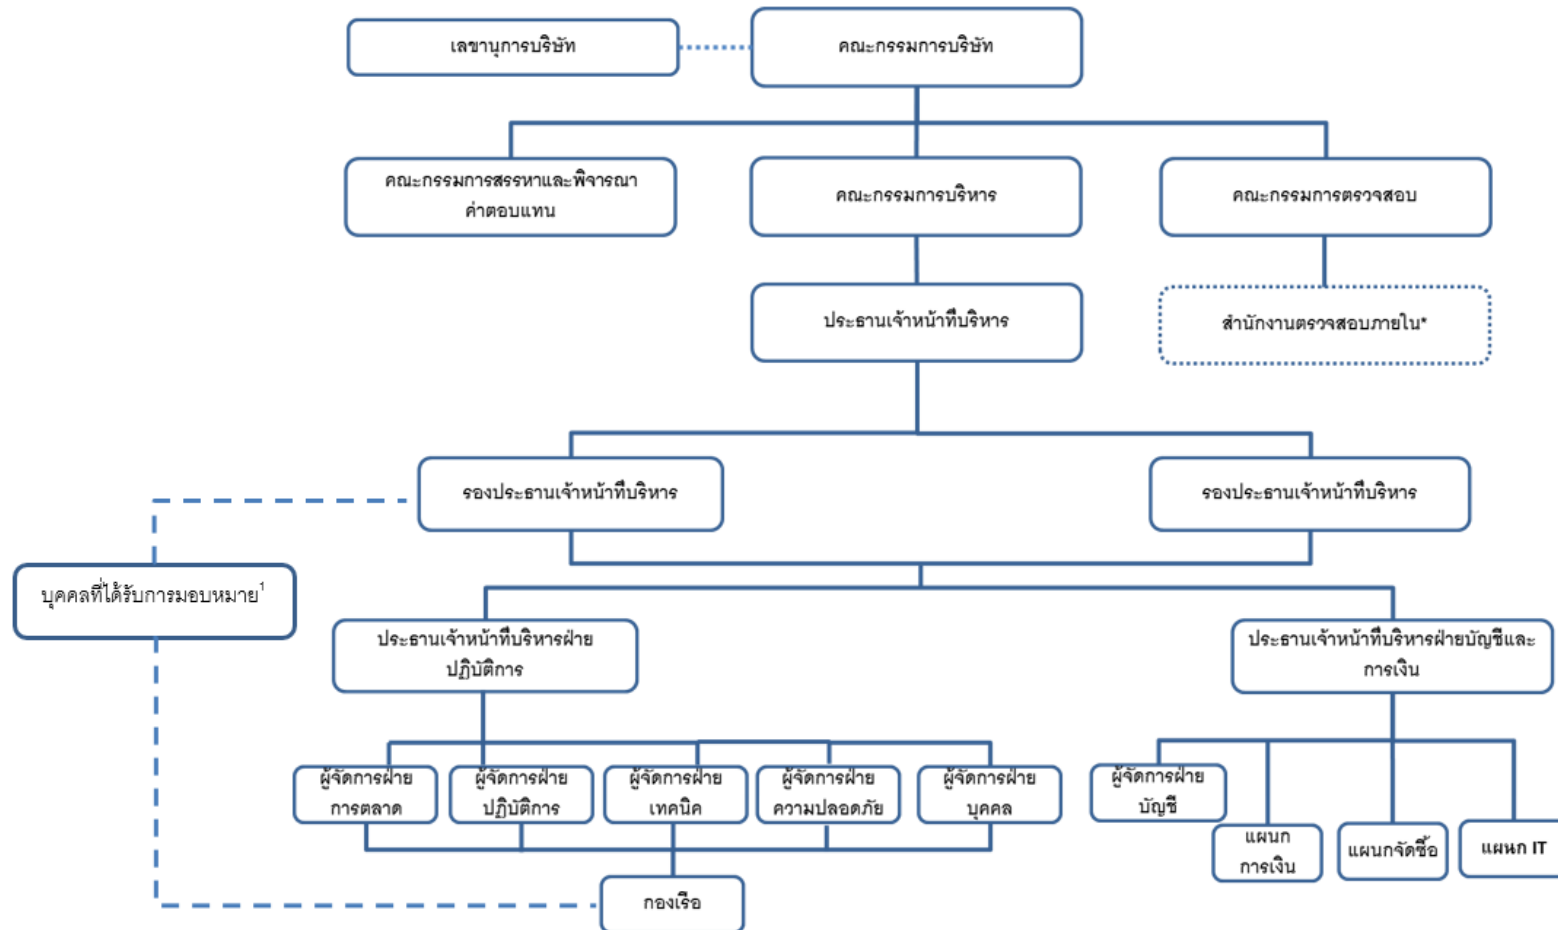 เลขานุการบริษัท
คณะกรรมการบริษัท
คณะกรรมการสรรหาและพิจารณา
ค่าตอบแทน
คณะกรรมการบริหาร
คณะกรรมการตรวจสอบ
ประธานเจ้าหน้าที่บริหาร
สำนักงานตรวจสอบภายใน*
รองประธานเจ้าหน้าที่บริหาร
รองประธานเจ้าหน้าที่บริหาร
บุคคลที่ได้รับการมอบหมาย¹
ประธานเจ้าหน้าที่บริหารฝ่าย
ปฏิบัติการ
ประธานเจ้าหน้าที่บริหารฝ่ายบัญชีและ
การเงิน
ผู้จัดการฝ่าย
การตลาด
ผู้จัดการฝ่าย
ปฏิบัติการ
ผู้จัดการฝ่าย
เทคนิค
ผู้จัดการฝ่าย
ความปลอดภัย
ผู้จัดการฝ่าย
บุคคล
ผู้จัดการฝ่าย
บัญชี
แผนก
การเงิน
แผนกจัดซื้อ
แผนก IT
กองเรือ